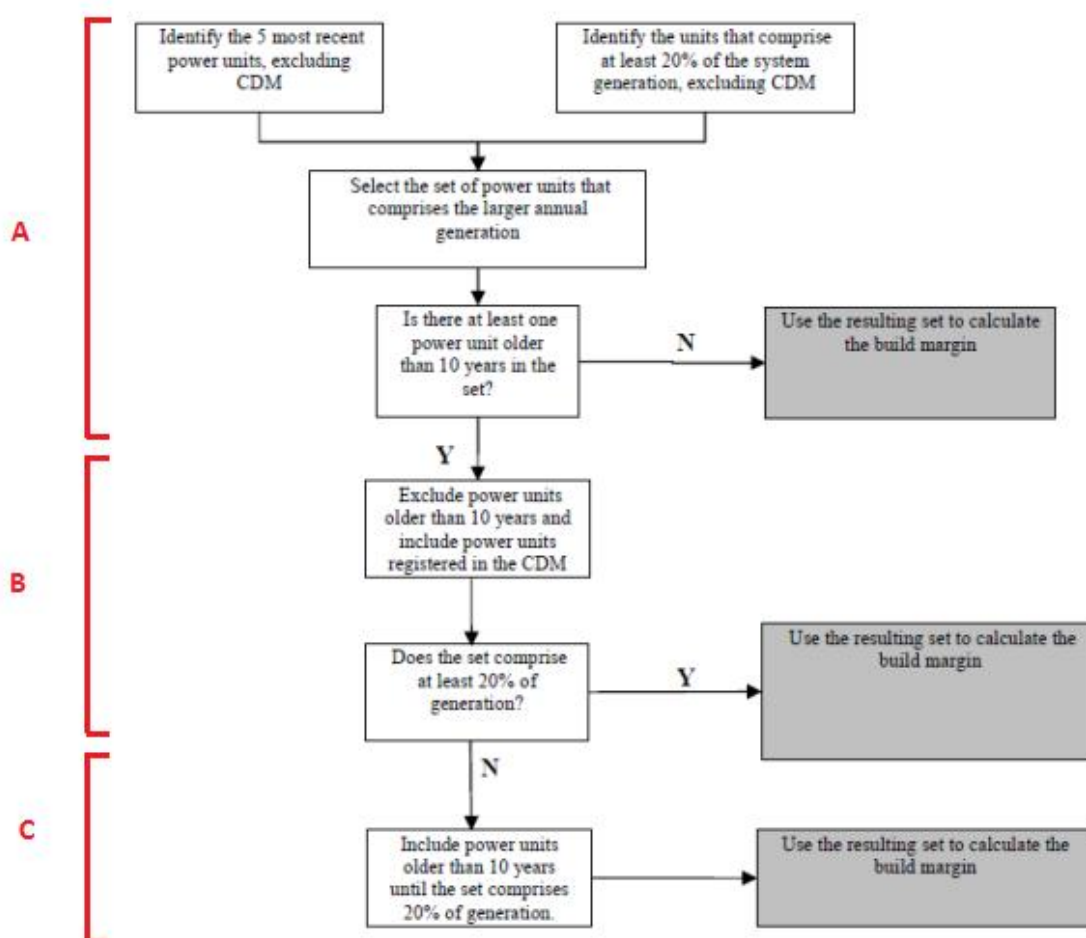 Identify the 5 most recent
power units, excluding
CDM
Identify the units that comprise
at least 20% of the system
generation, excluding CDM
Select the set of power units that
comprises the larger annual
generation
A
Is there at least one
power unit older
than 10 years in the
set?
N
Use the resulting set to calculate
the build margin
Y
Exclude power units
older than 10 years and
include power units
registered in the CDM
B
Does the set comprise
at least 20% of
generation?
Y
Use the resulting set to calculate the
build margin
N
C
Include power units
older than 10 years
until the set comprises
20% of generation.
Use the resulting set to calculate the
build margin